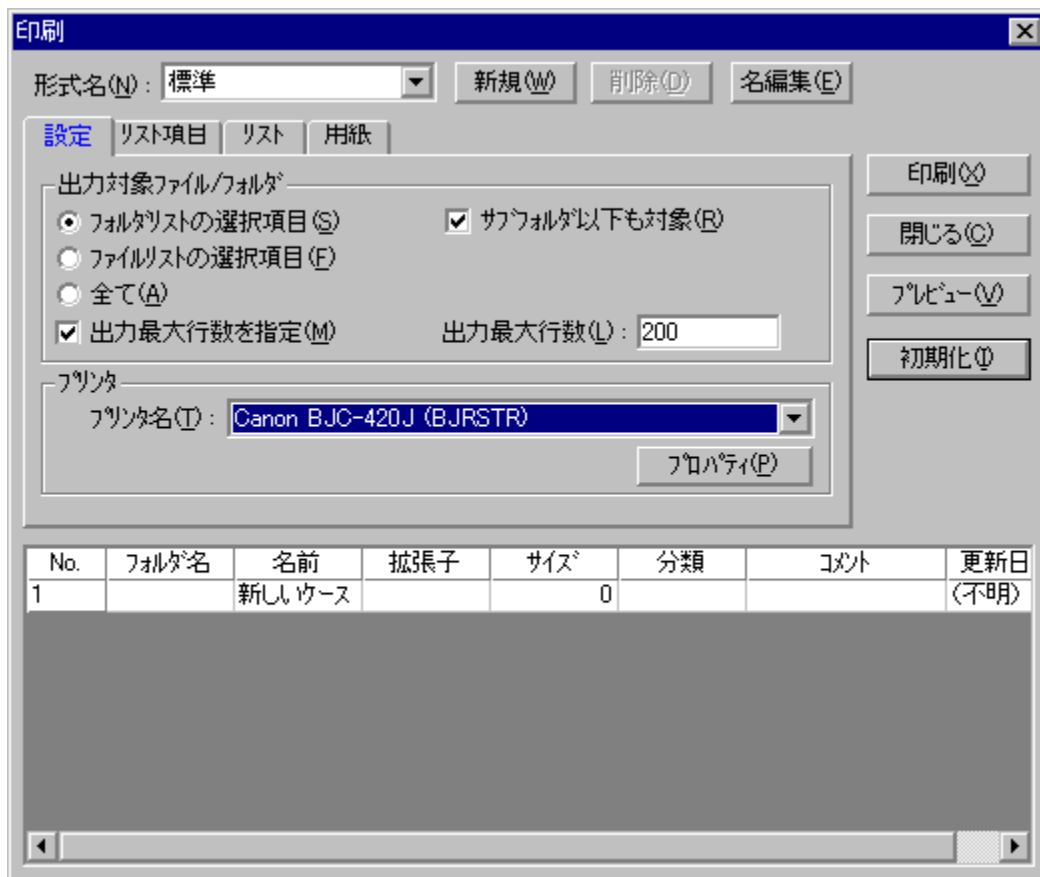 印刷
形式名(N)：標準 新規(W) 削除(D) 名編集(E)
設定 ﾘｽﾄ項目 ﾘｽﾄ 用紙
出力対象ﾌｧｲﾙ/ﾌｫﾙﾀﾞ
ﾌｫﾙﾀﾞﾘｽﾄの選択項目(S) ｻﾌﾞﾌｫﾙﾀﾞ以下も対象(R)
ﾌｧｲﾙﾘｽﾄの選択項目(F)
全て(A)
出力最大行数を指定(M) 出力最大行数(L)：200
ﾌﾟﾘﾝﾀ
ﾌﾟﾘﾝﾀ名(T)：Canon BJC-420J (BJRSTR)
ﾌﾟﾛﾊﾟﾃｨ(P)
印刷(X)
閉じる(C)
ﾌﾟﾚﾋﾞｭｰ(V)
初期化(I)
No. ﾌｫﾙﾀﾞ名 名前 拡張子 ｻｲｽﾞ 分類 ｺﾒﾝﾄ 更新日
1 新しいｹｰｽ 0 (不明)